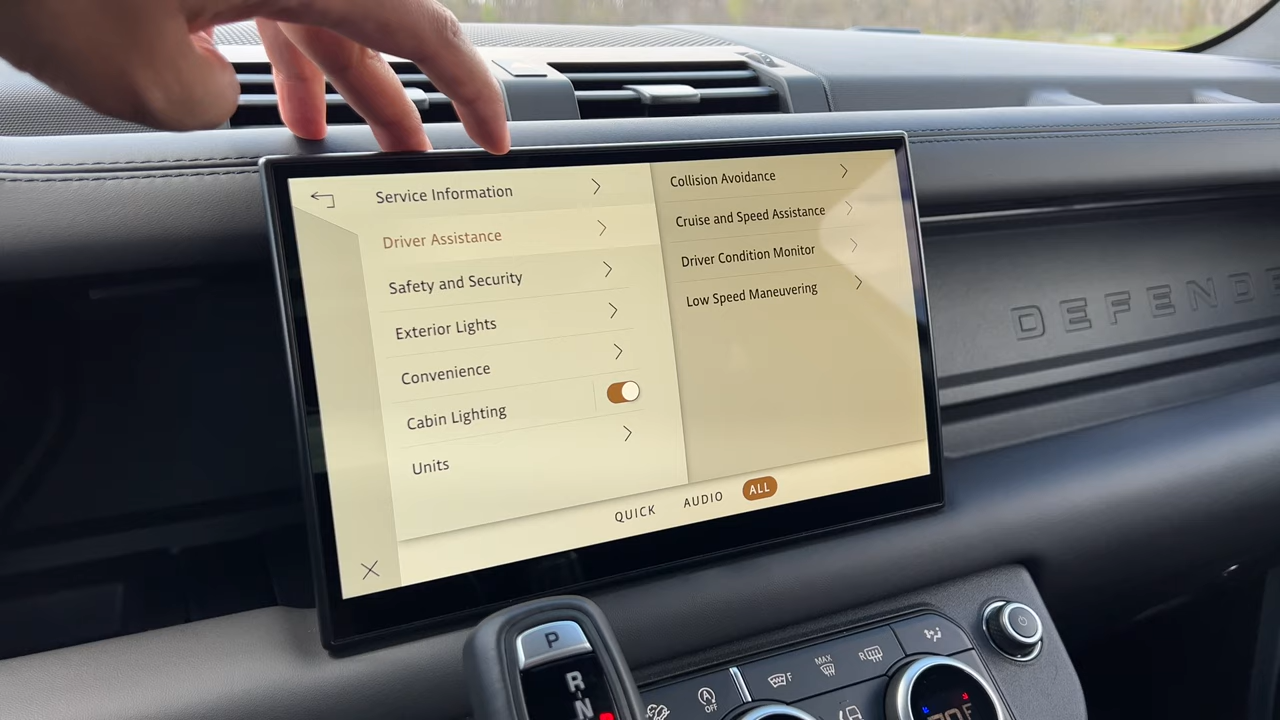 Service Information
Driver Assistance
Safety and Security
Exterior Lights
Convenience
Cabin Lighting
Units
Collision Avoidance
Cruise and Speed Assistance
Driver Condition Monitor
Low Speed Maneuvering
QUICK AUDIO ALL
DEFENDE
P
R
N
OFF
F
MAX
R